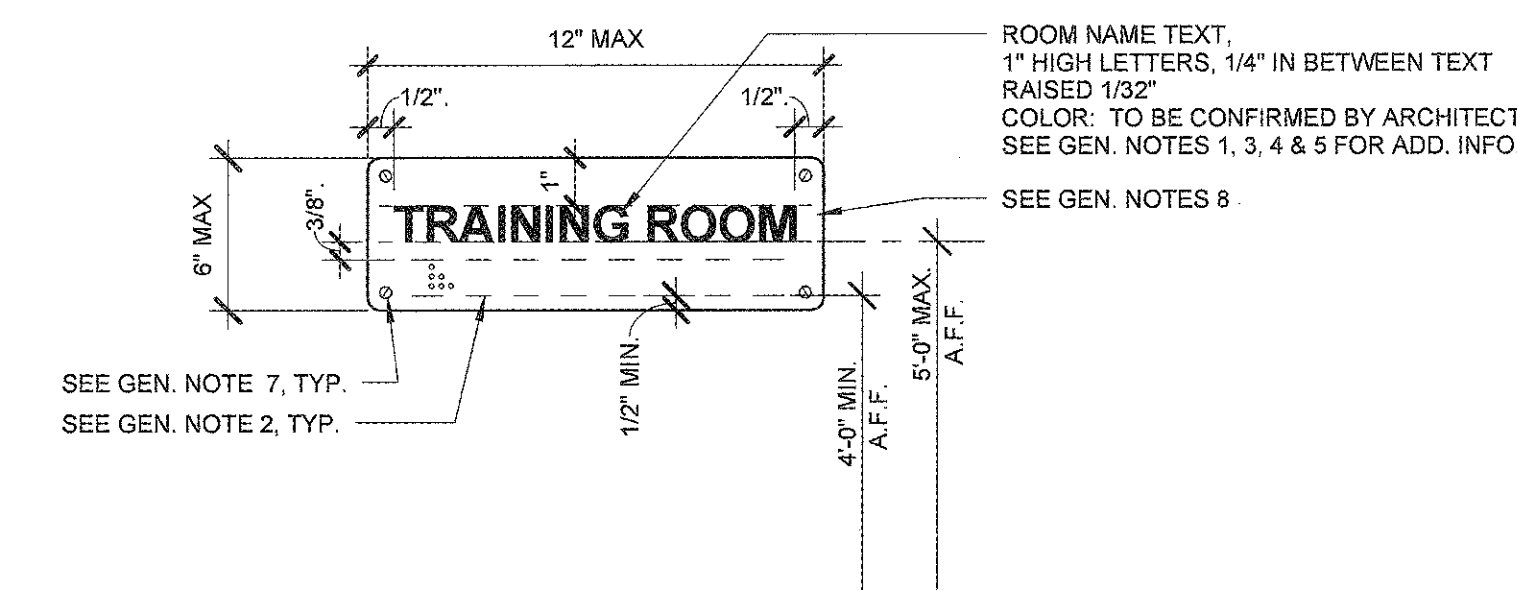 12" MAX
ROOM NAME TEXT,
1" HIGH LETTERS, 1/4" IN BETWEEN TEXT
RAISED 1/32"
COLOR: TO BE CONFIRMED BY ARCHITECT
SEE GEN. NOTES 1, 3, 4 & 5 FOR ADD. INFO
1/2".
1/2".
1"
SEE GEN. NOTES 8
6" MAX
3/8".
TRAINING ROOM
5'-0" MAX.
A.F.F.
1/2" MIN.
4'-0" MIN.
A.F.F.
SEE GEN. NOTE 7, TYP.
SEE GEN. NOTE 2, TYP.